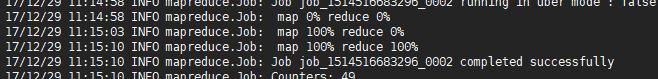 17/12/29 11:14:58 INFO mapreduce.Job: Job job_1514516683296_0002 running in uber mode : false
17/12/29 11:14:58 INFO mapreduce.Job:  map 0% reduce 0%
17/12/29 11:15:03 INFO mapreduce.Job:  map 100% reduce 0%
17/12/29 11:15:10 INFO mapreduce.Job:  map 100% reduce 100%
17/12/29 11:15:10 INFO mapreduce.Job: Job job_1514516683296_0002 completed successfully
17/12/29 11:15:10 INFO mapreduce.Job: Counters: 49